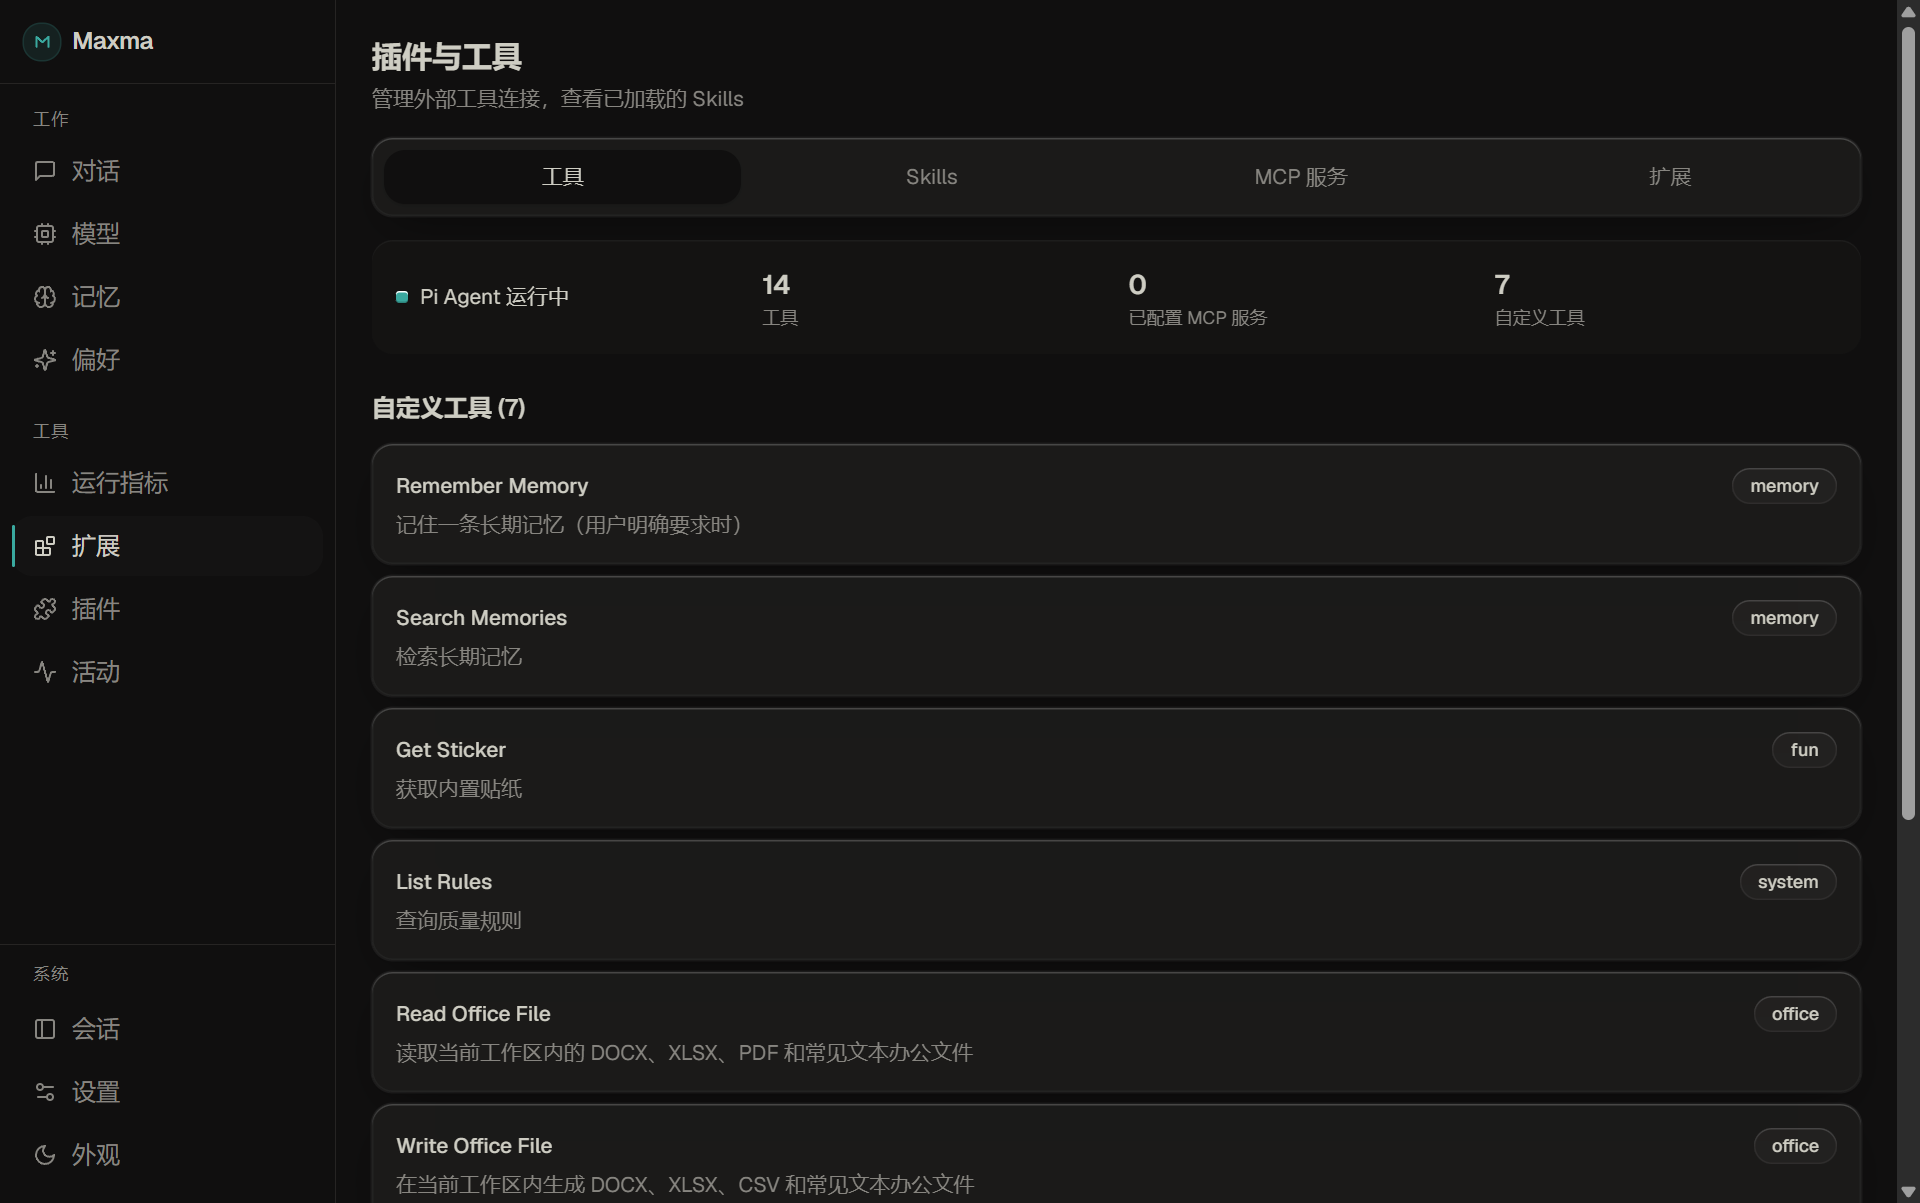 Maxma
工作
对话
模型
记忆
偏好
工具
运行指标
扩展
插件
活动
系统
会话
设置
外观
插件与工具
管理外部工具连接，查看已加载的 Skills
工具
Skills
MCP 服务
扩展
Pi Agent 运行中
14
工具
0
已配置 MCP 服务
7
自定义工具
自定义工具 (7)
Remember Memory
memory
记住一条长期记忆（用户明确要求时）
Search Memories
memory
检索长期记忆
Get Sticker
fun
获取内置贴纸
List Rules
system
查询质量规则
Read Office File
office
读取当前工作区内的 DOCX、XLSX、PDF 和常见文本办公文件
Write Office File
office
在当前工作区内生成 DOCX、XLSX、CSV 和常见文本办公文件